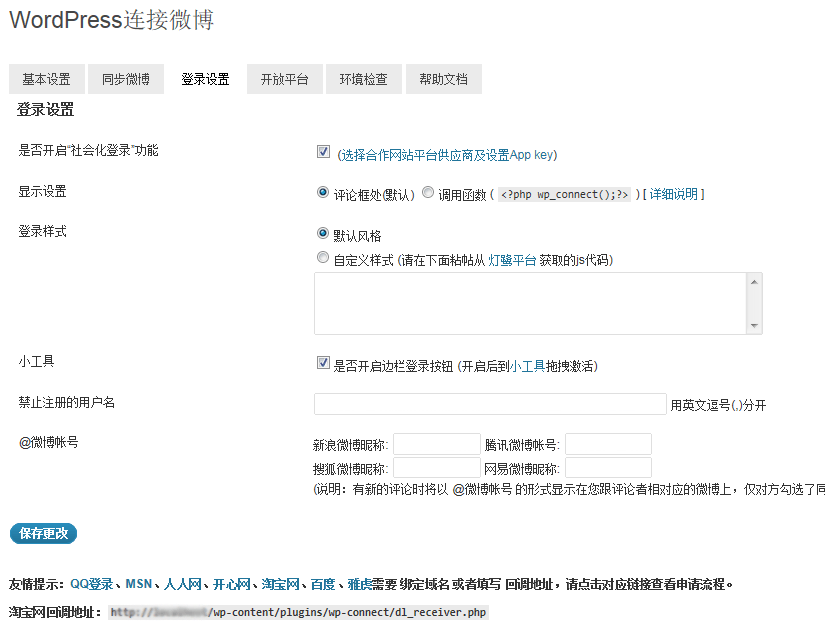 WordPress连接微博
基本设置 同步微博 登录设置 开放平台 环境检查 帮助文档
登录设置
是否开启“社会化登录”功能 (选择合作网站平台供应商及设置App key)
显示设置 评论框处(默认) 调用函数 ( <?php wp_connect();?> ) [ 详细说明 ]
登录样式 默认风格
自定义样式 (请在下面粘帖从 灯鹭平台 获取的js代码)
小工具 是否开启边栏登录按钮 (开启后到小工具拖拽激活)
禁止注册的用户名 用英文逗号(,)分开
@微博帐号 新浪微博昵称: 腾讯微博帐号:
搜狐微博昵称: 网易微博昵称:
(说明：有新的评论时将以 @微博帐号 的形式显示在您跟评论者相对应的微博上，仅对方勾选了同
保存更改
友情提示：QQ登录、MSN、人人网、开心网、淘宝网、百度、雅虎需要 绑定域名 或者填写 回调地址，请点击对应链接查看申请流程。
淘宝网回调地址： http:///wp-content/plugins/wp-connect/dl_receiver.php